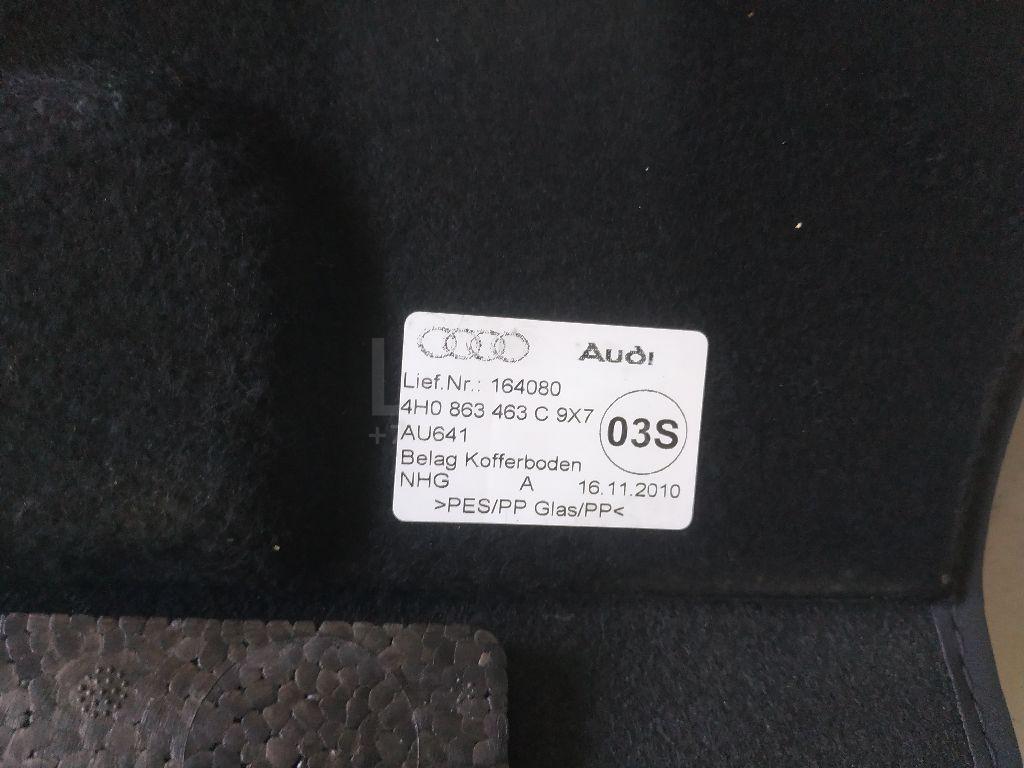 Audi
Lief.Nr.: 164080
4H0 863 463 C 9X7
03S
AU641
Belag Kofferboden
NHG A 16.11.2010
>PES/PP Glas/PP<